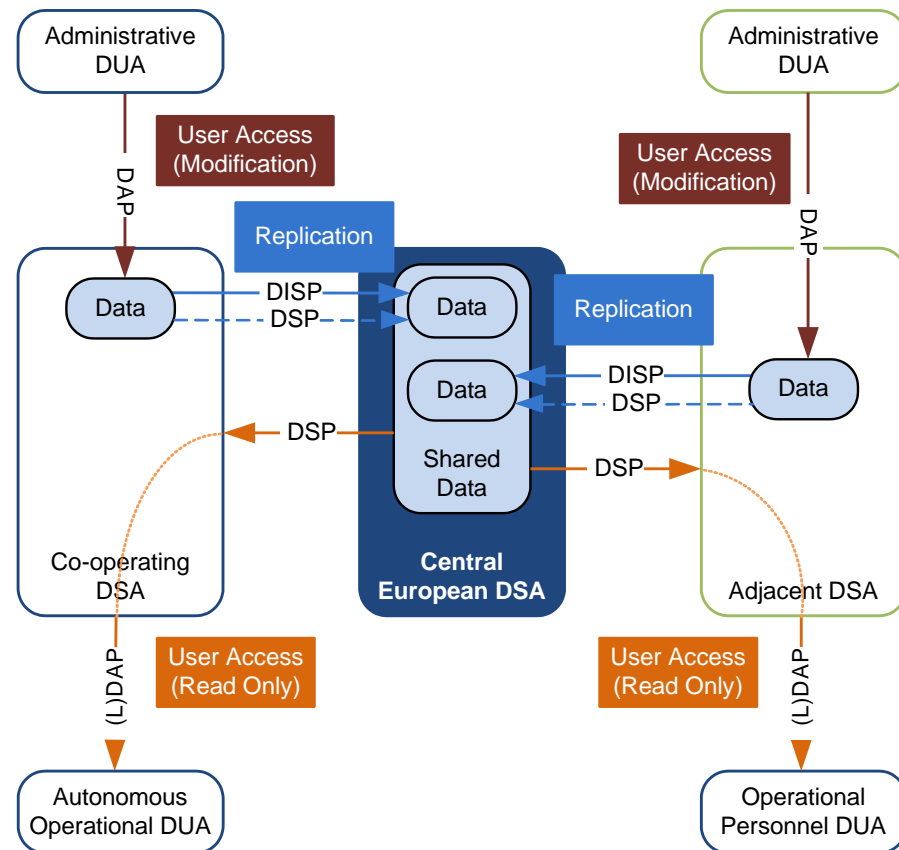 Administrative
DUA
Administrative
DUA
User Access
(Modification)
User Access
(Modification)
DAP
DAP
Replication
Data
DISP
DSP
Data
Replication
Data
DISP
DSP
Data
DSP
Shared
Data
DSP
Co-operating
DSA
Central
European DSA
Adjacent DSA
User Access
(Read Only)
User Access
(Read Only)
(L)DAP
(L)DAP
Autonomous
Operational DUA
Operational
Personnel DUA